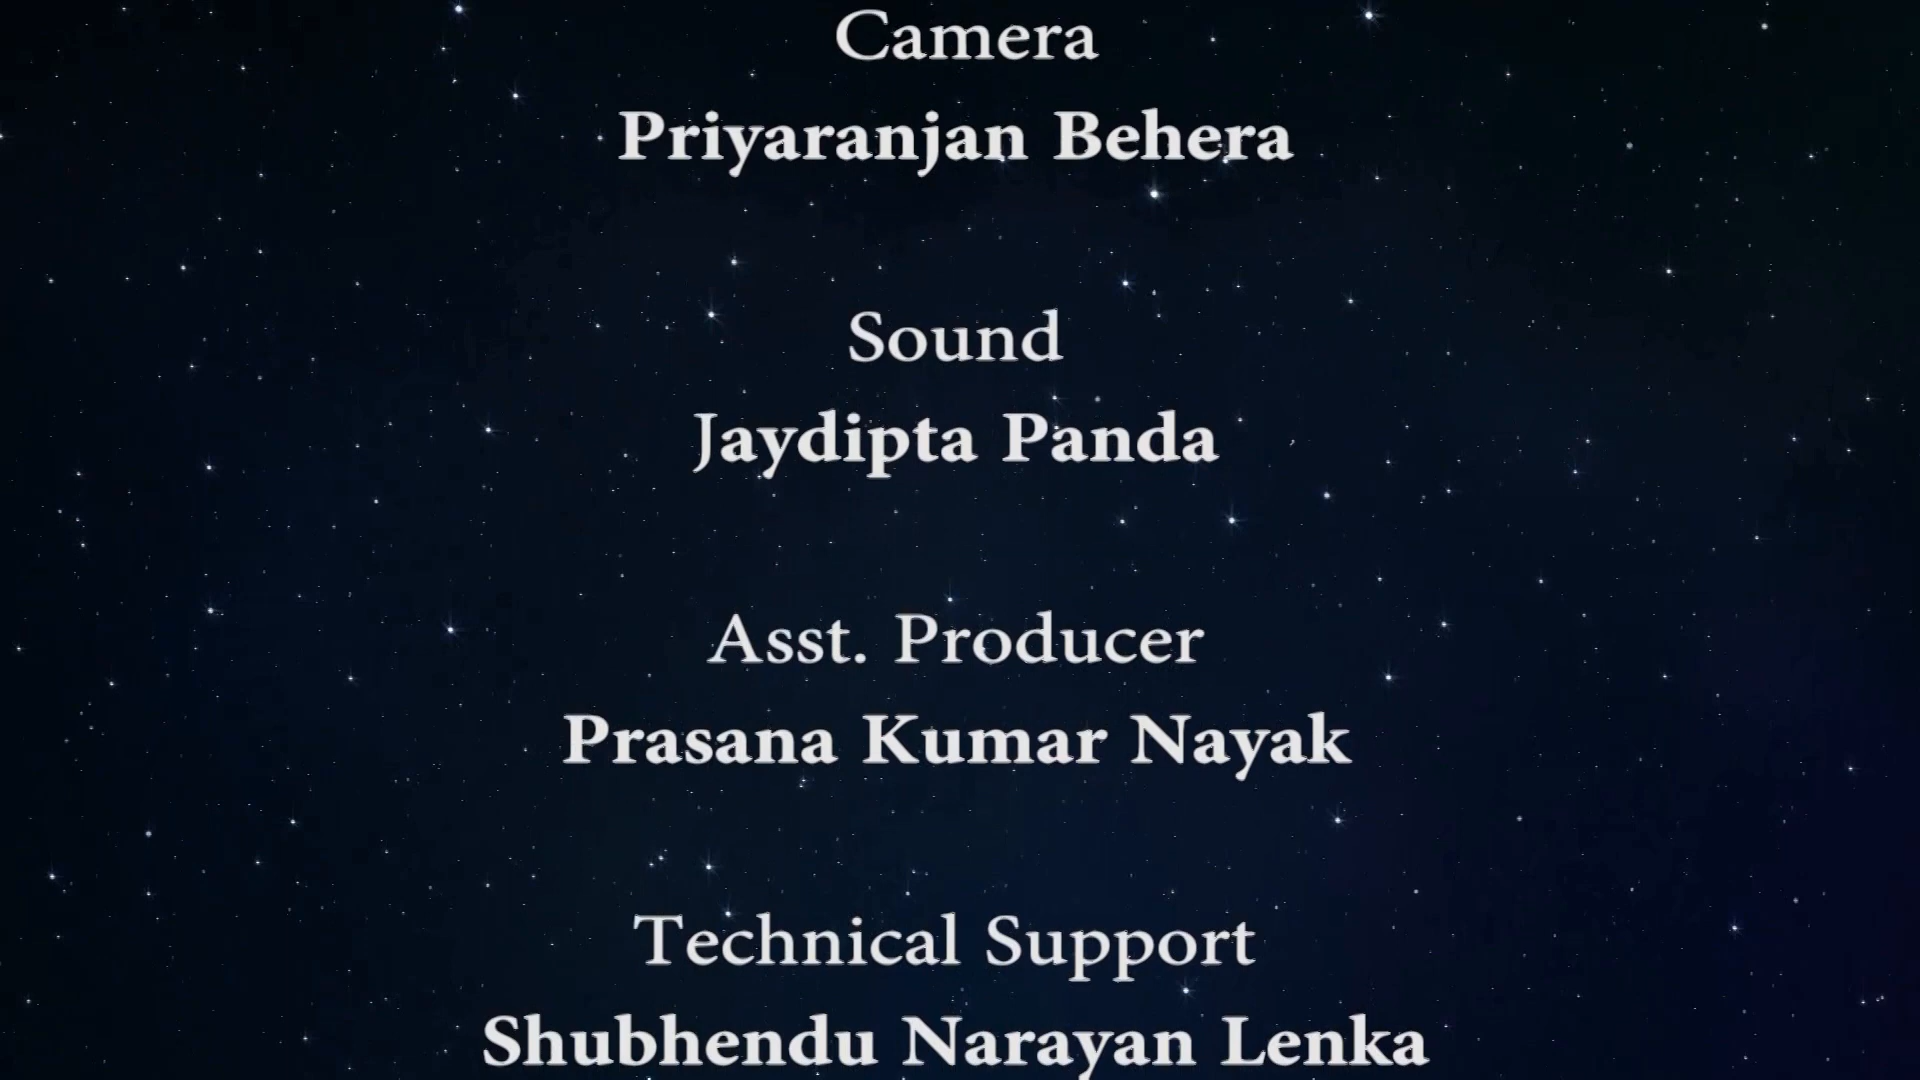 Camera
Priyaranjan Behera
Sound
Jaydipta Panda
Asst. Producer
Prasana Kumar Nayak
Technical Support
Shubhendu Narayan Lenka